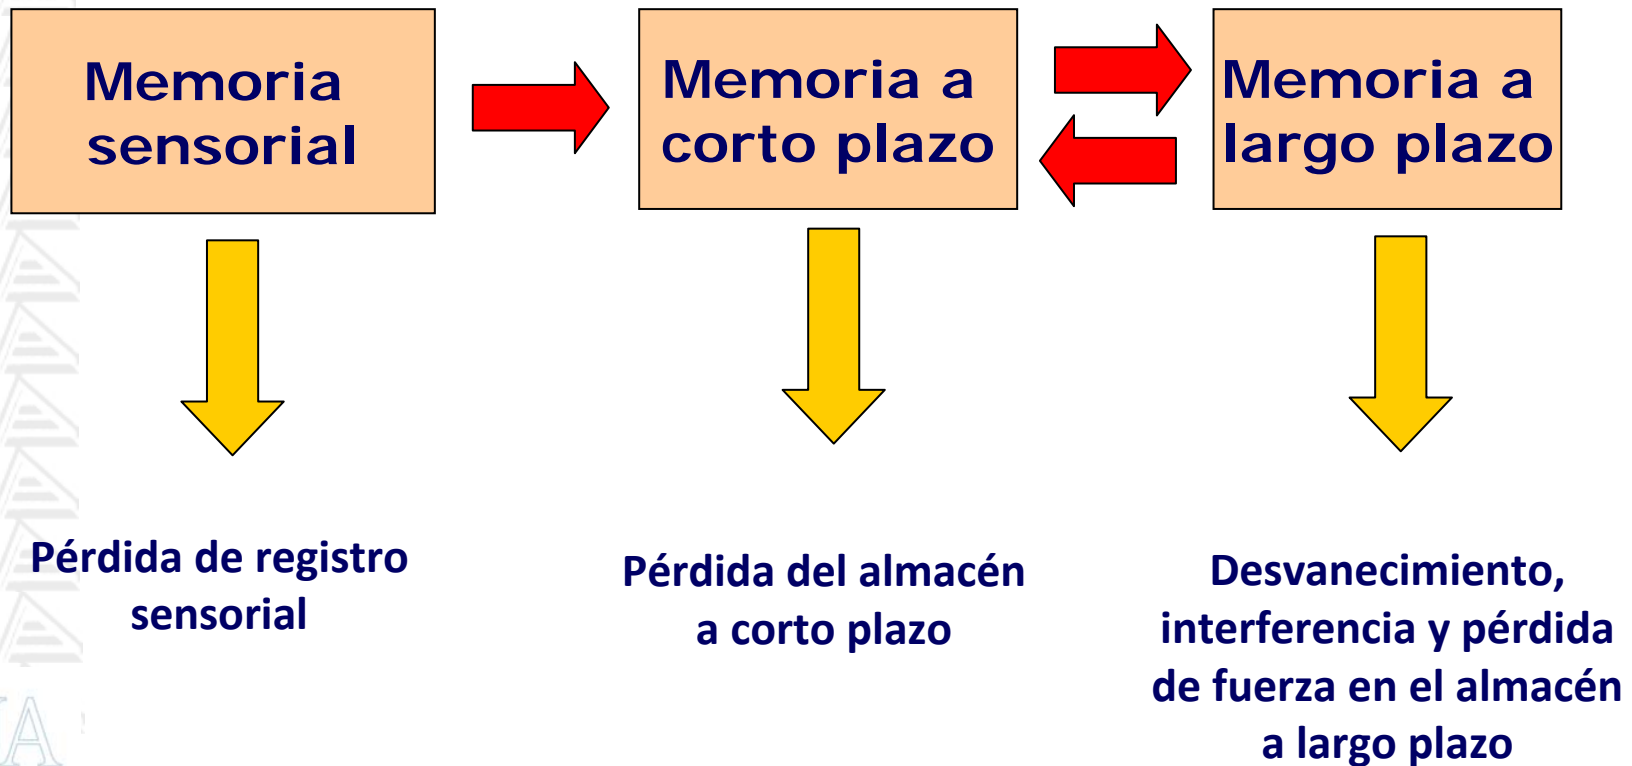 Memoria
sensorial
Memoria a
corto plazo
Memoria a
largo plazo
Pérdida de registro
sensorial
Pérdida del almacén
a corto plazo
Desvanecimiento,
interferencia y pérdida
de fuerza en el almacén
a largo plazo
A